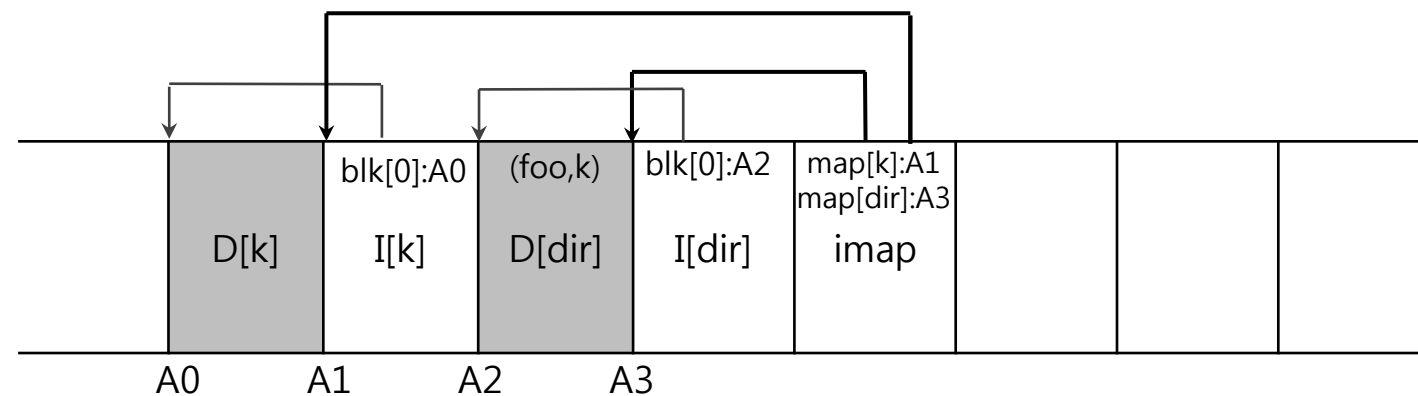 blk[0]:A0
(foo,k)
blk[0]:A2
map[k]:A1
map[dir]:A3
D[k]
I[k]
D[dir]
I[dir]
imap
A0
A1
A2
A3